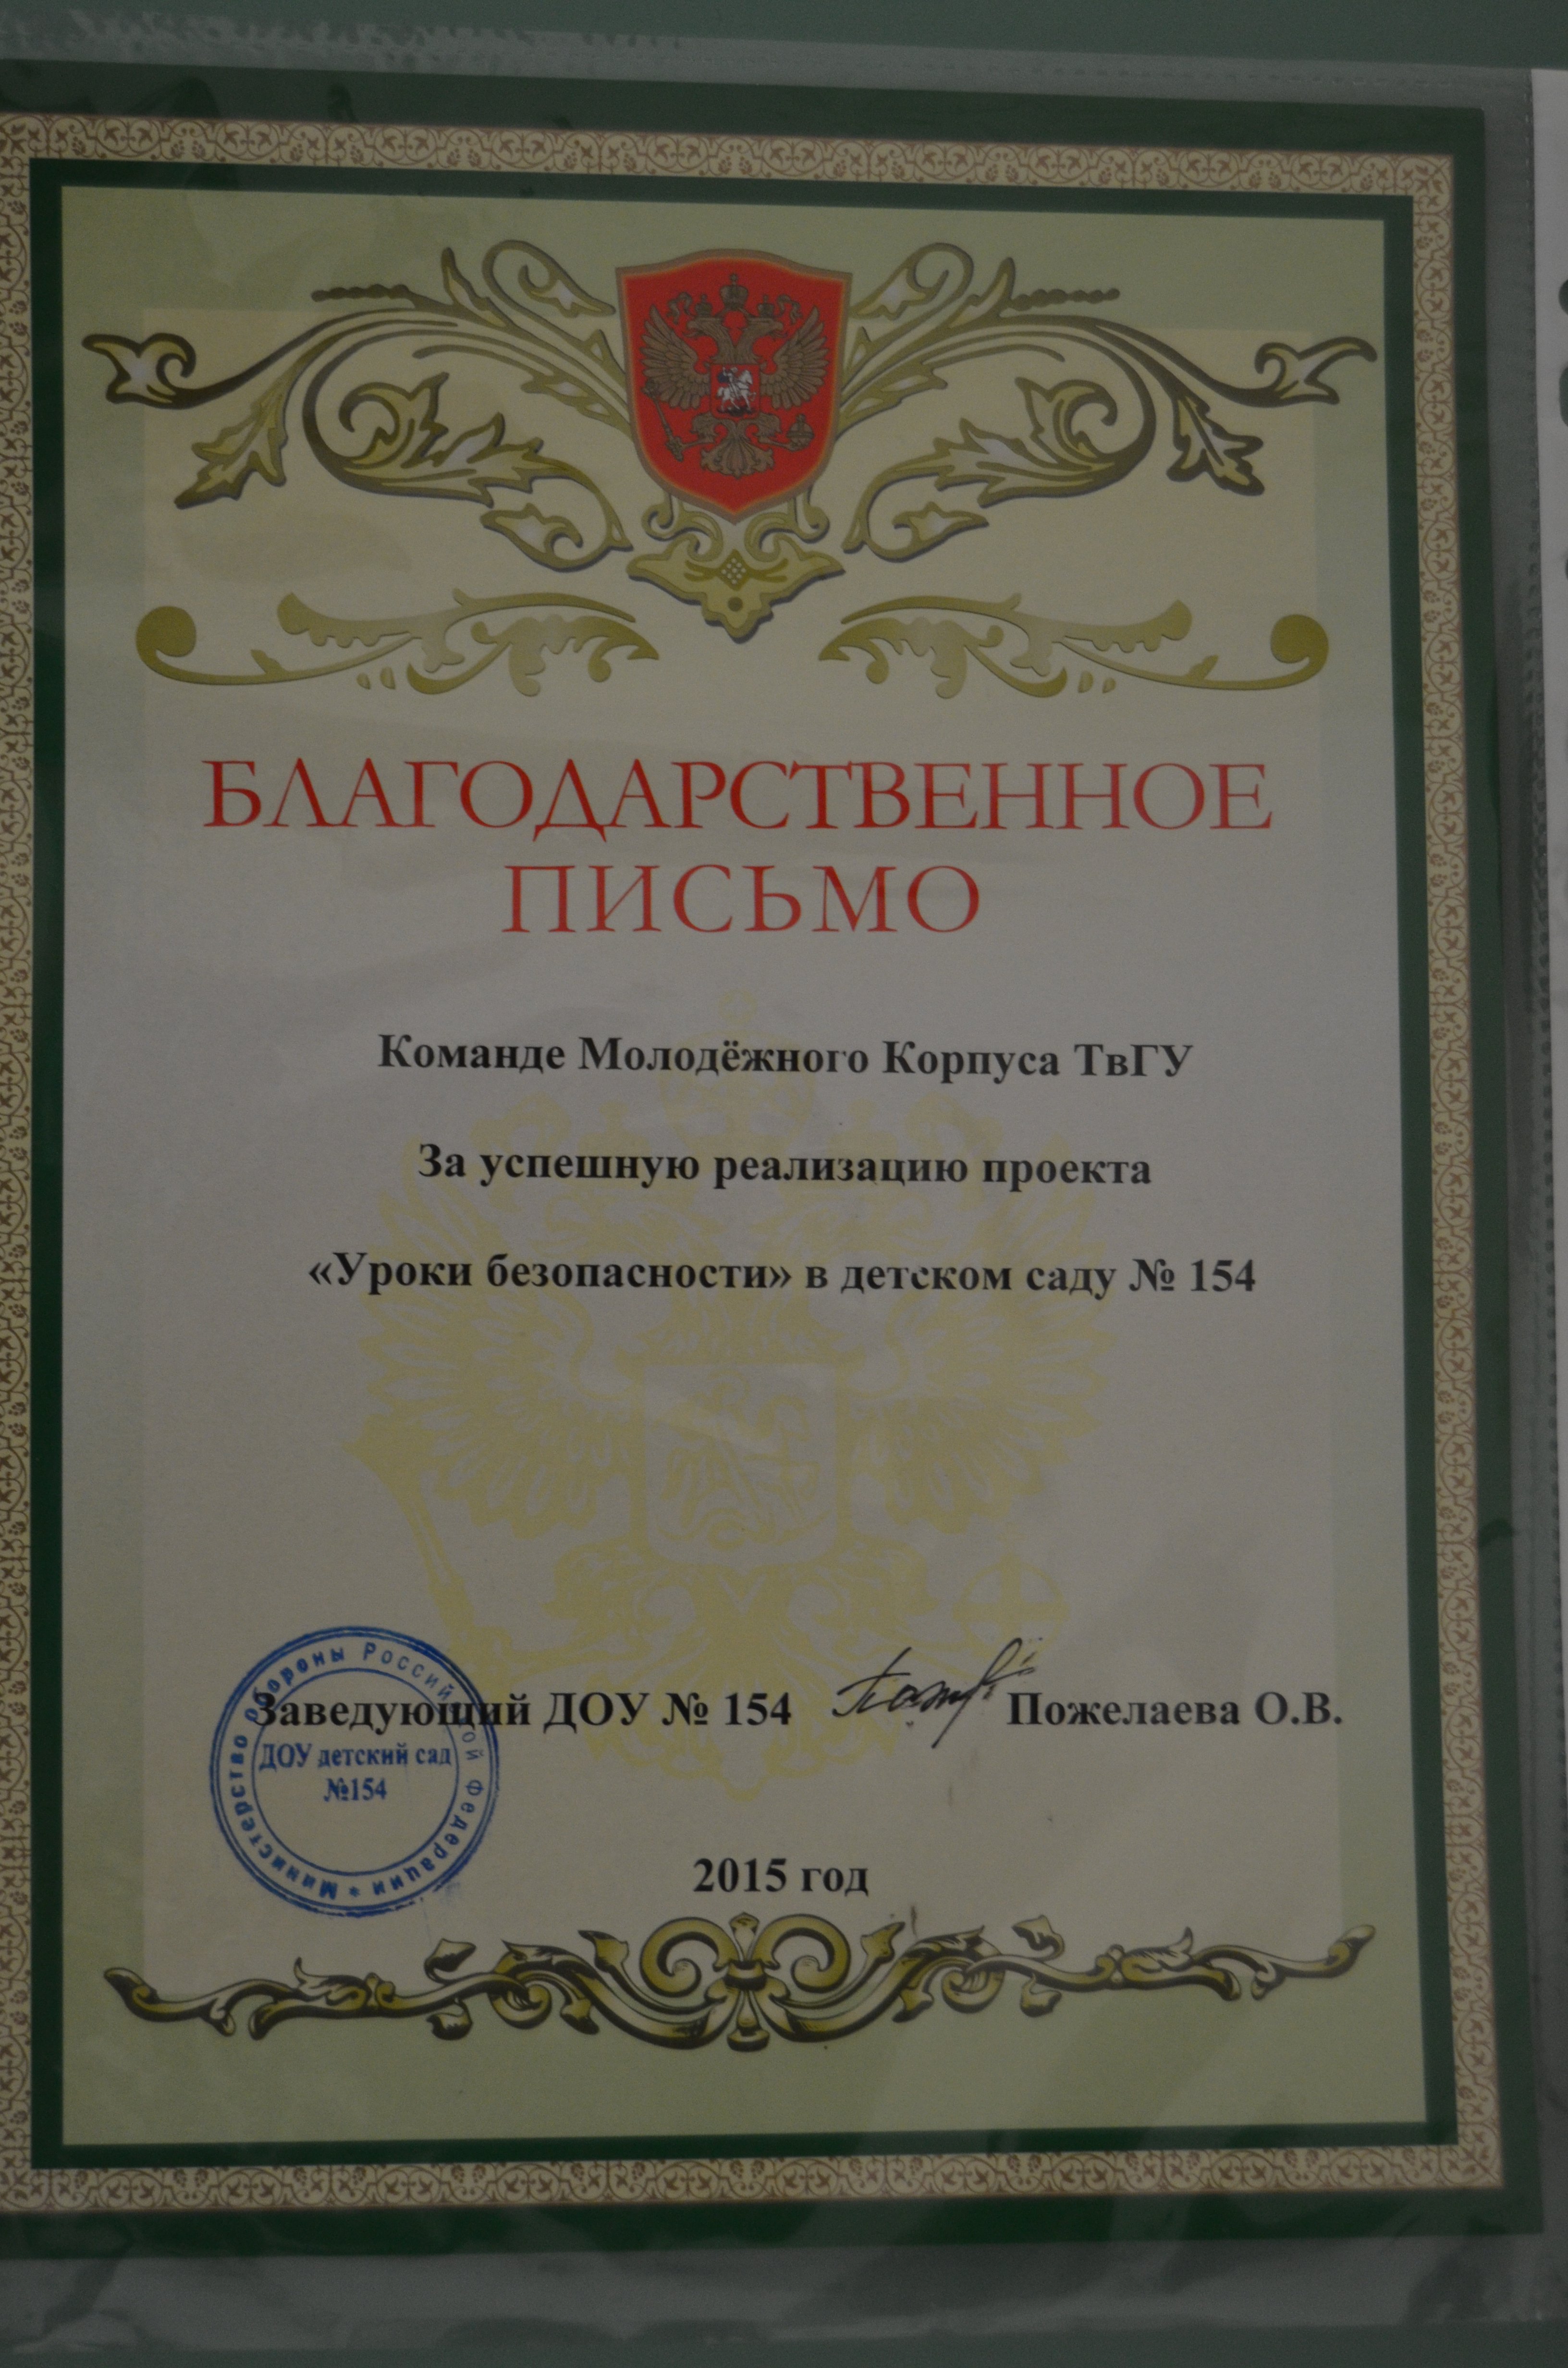 БЛАГОДАРСТВЕННОЕ
ПИСЬМО
Команде Молодёжного Корпуса ТвГУ
За успешную реализацию проекта
«Уроки безопасности» в детском саду № 154
Заведующий ДОУ № 154 Пожелаева О.В.
Министерство обороны Российской Федерации *
ДОУ детский сад
№154
2015 год